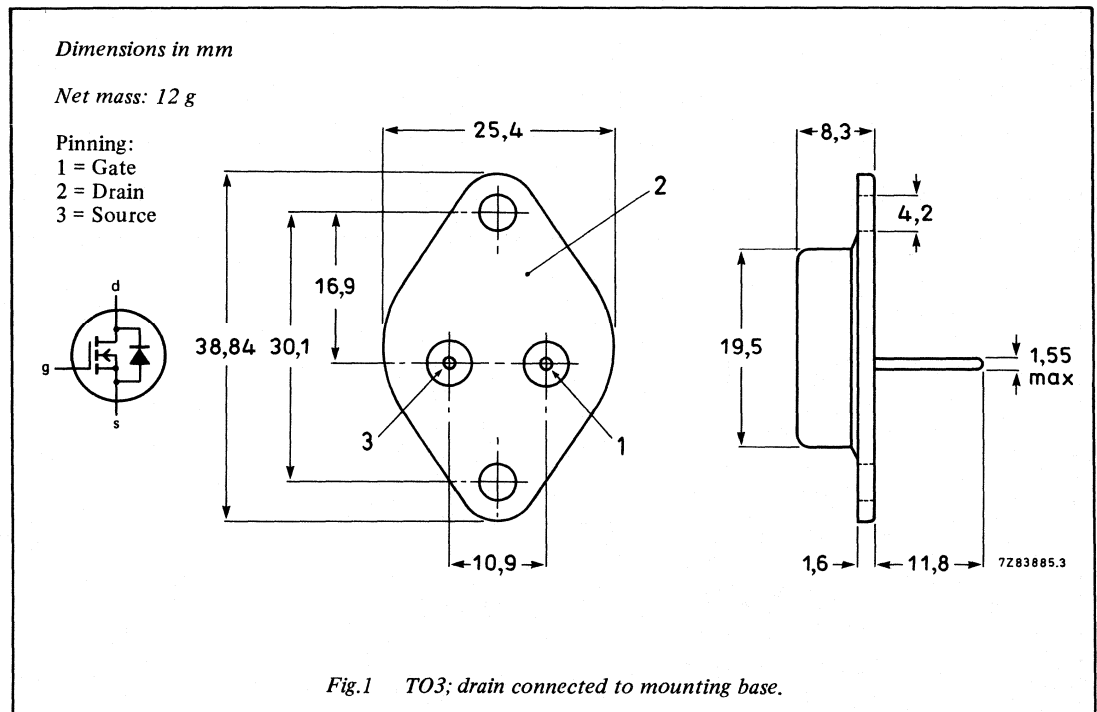 Dimensions in mm
Net mass: 12 g
Pinning:
1 = Gate
2 = Drain
3 = Source
d
g
s
25,4
2
16,9
38,84
30,1
3
1
10,9
8,3
4,2
19,5
1,55
max
1,6
11,8
7Z83885.3
Fig.1 TO3; drain connected to mounting base.